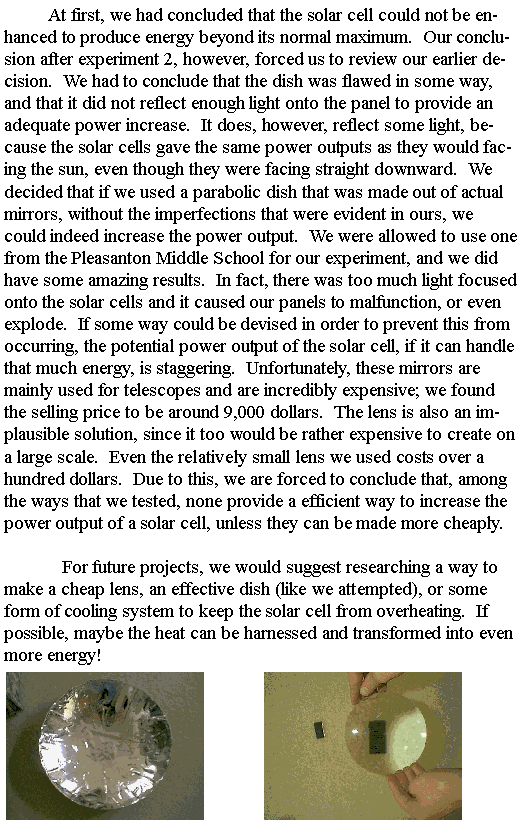 At first, we had concluded that the solar cell could not be en-
hanced to produce energy beyond its normal maximum. Our conclu-
sion after experiment 2, however, forced us to review our earlier de-
cision. We had to conclude that the dish was flawed in some way,
and that it did not reflect enough light onto the panel to provide an
adequate power increase. It does, however, reflect some light, be-
cause the solar cells gave the same power outputs as they would fac-
ing the sun, even though they were facing straight downward. We
decided that if we used a parabolic dish that was made out of actual
mirrors, without the imperfections that were evident in ours, we
could indeed increase the power output. We were allowed to use one
from the Pleasanton Middle School for our experiment, and we did
have some amazing results. In fact, there was too much light focused
onto the solar cells and it caused our panels to malfunction, or even
explode. If some way could be devised in order to prevent this from
occurring, the potential power output of the solar cell, if it can handle
that much energy, is staggering. Unfortunately, these mirrors are
mainly used for telescopes and are incredibly expensive; we found
the selling price to be around 9,000 dollars. The lens is also an im-
plausible solution, since it too would be rather expensive to create on
a large scale. Even the relatively small lens we used costs over a
hundred dollars. Due to this, we are forced to conclude that, among
the ways that we tested, none provide a efficient way to increase the
power output of a solar cell, unless they can be made more cheaply.
For future projects, we would suggest researching a way to
make a cheap lens, an effective dish (like we attempted), or some
form of cooling system to keep the solar cell from overheating. If
possible, maybe the heat can be harnessed and transformed into even
more energy!